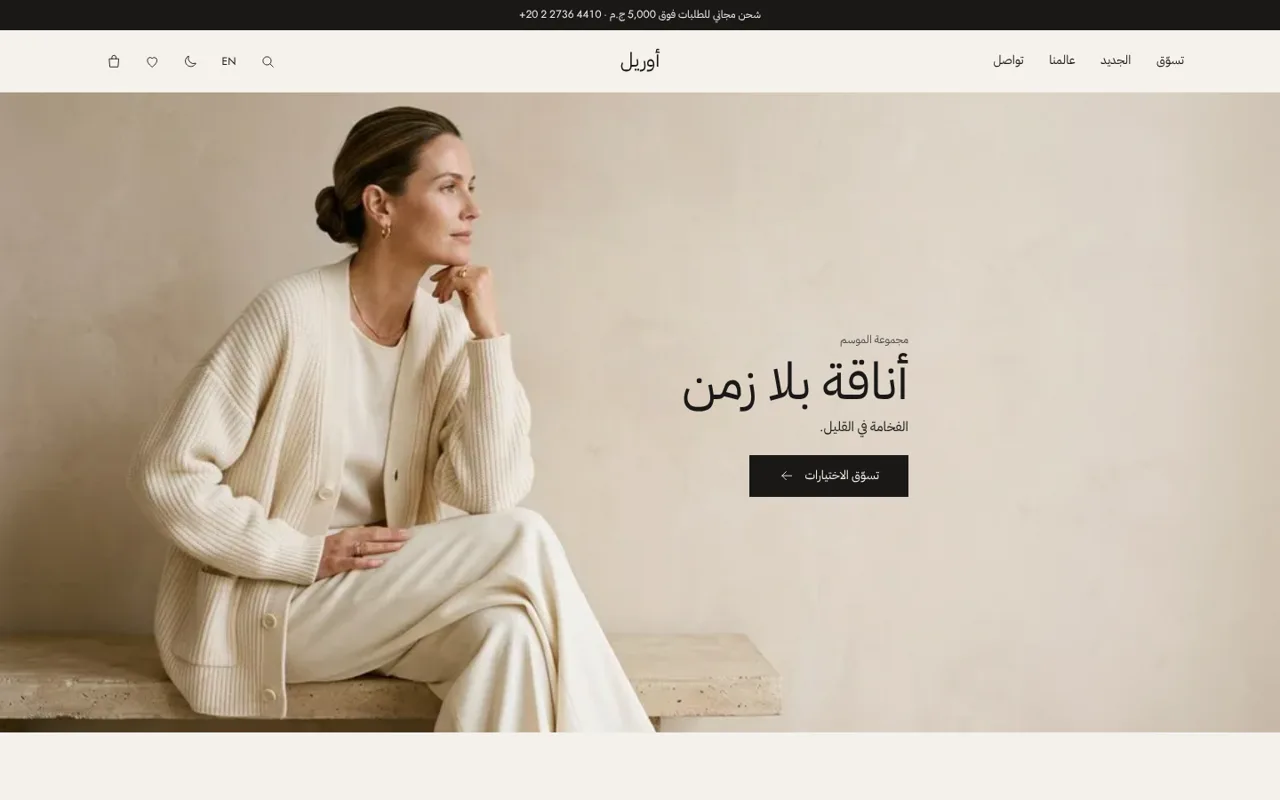 شحن مجاني للطلبات فوق 5,000 ج.م · 4410 2736 2 20+
تسوّق الجديد عالمنا تواصل
أوريل
EN
مجموعة الموسم
أناقة بلا زمن
الفخامة في القليل.
تسوّق الاختيارات